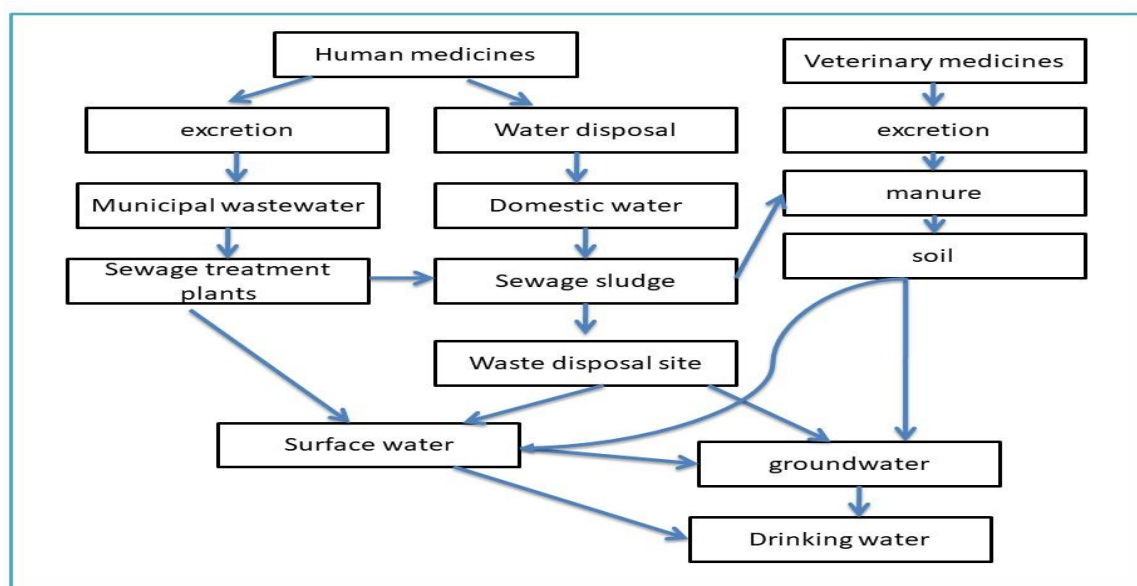 Human medicines
Veterinary medicines
excretion
Water disposal
excretion
Municipal wastewater
Domestic water
manure
Sewage treatment
plants
Sewage sludge
soil
Waste disposal site
Surface water
groundwater
Drinking water